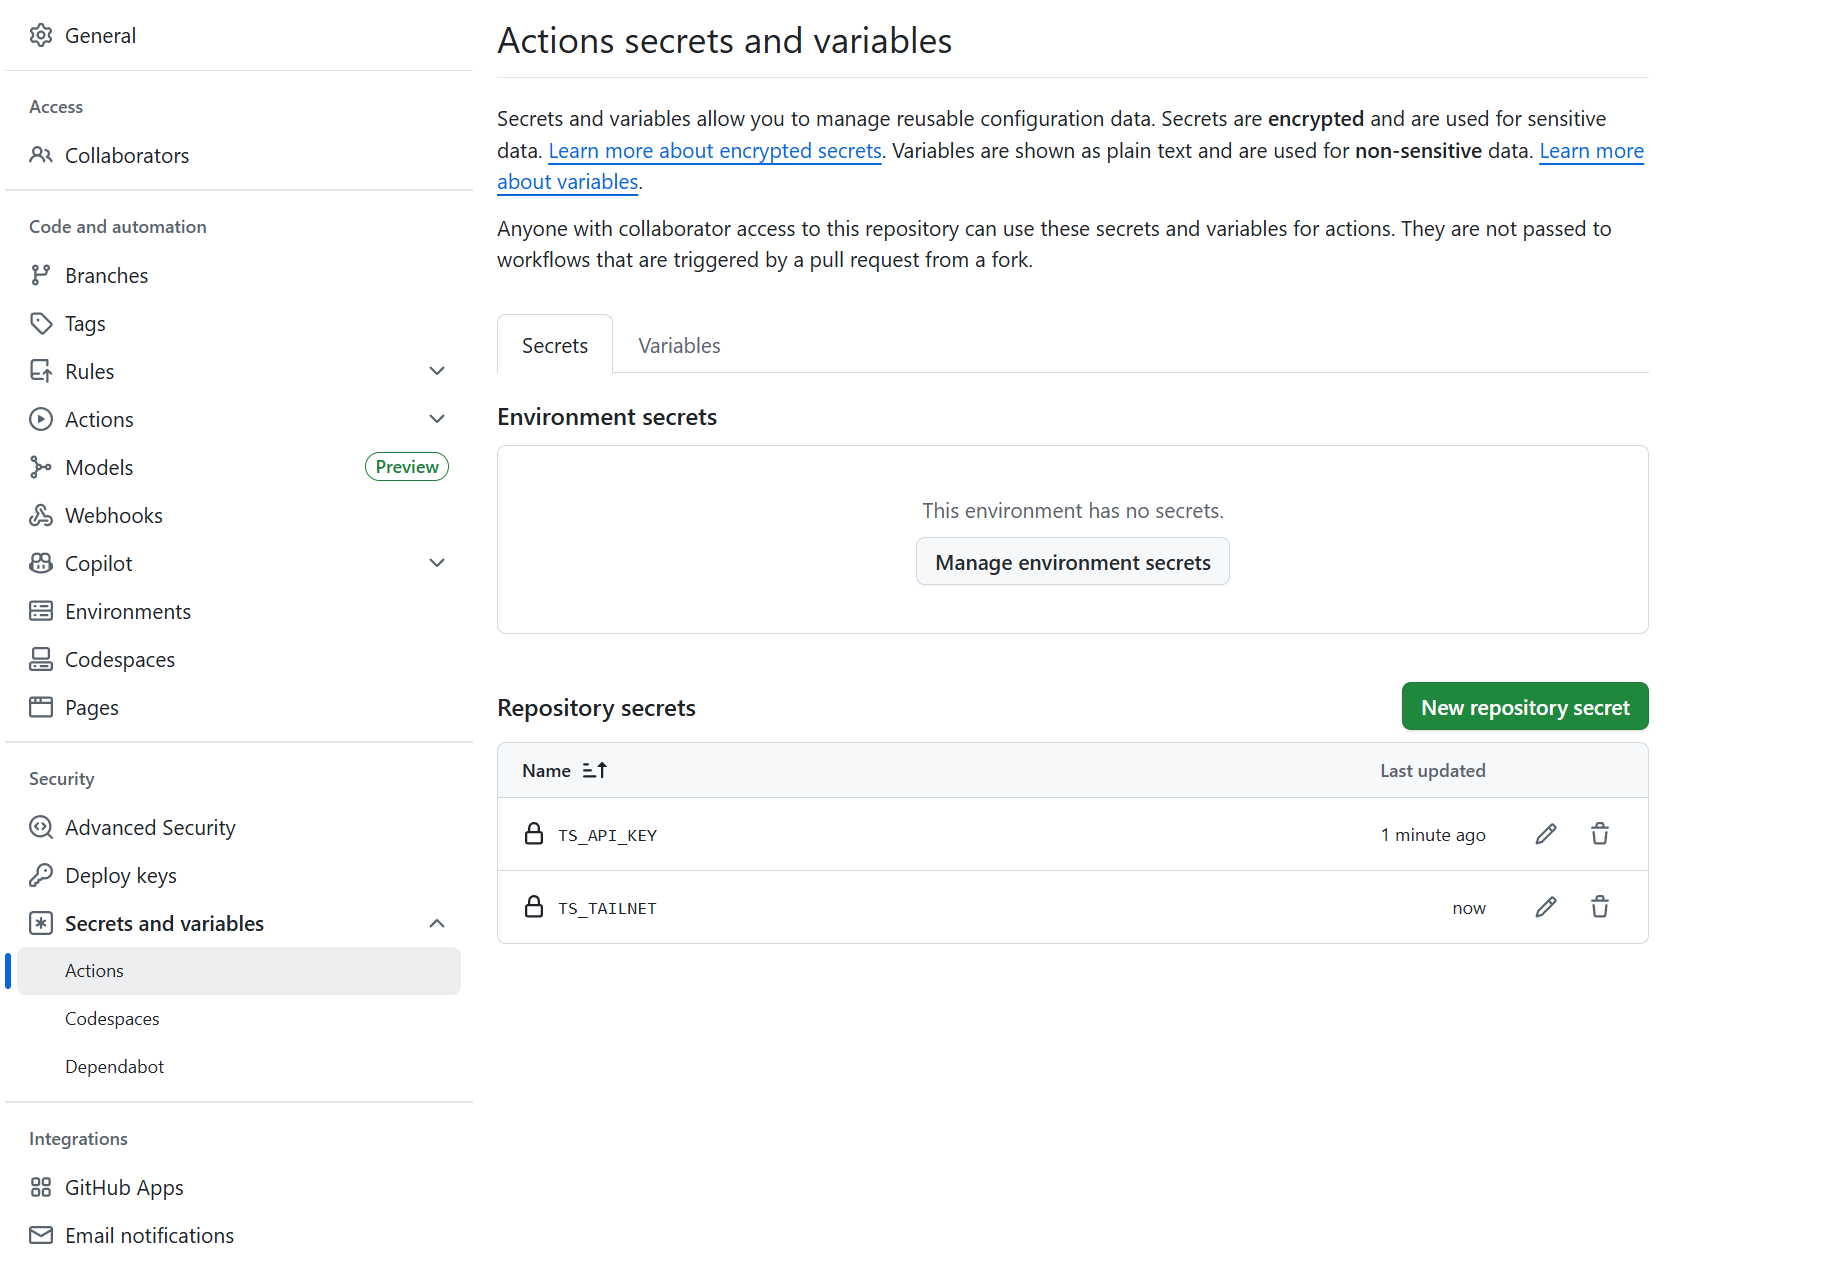 General
Access
Collaborators
Code and automation
Branches
Tags
Rules
Actions
Models
Preview
Webhooks
Copilot
Environments
Codespaces
Pages
Security
Advanced Security
Deploy keys
Secrets and variables
Actions
Codespaces
Dependabot
Integrations
GitHub Apps
Email notifications
Actions secrets and variables
Secrets and variables allow you to manage reusable configuration data. Secrets are encrypted and are used for sensitive
data. Learn more about encrypted secrets. Variables are shown as plain text and are used for non-sensitive data. Learn more
about variables.
Anyone with collaborator access to this repository can use these secrets and variables for actions. They are not passed to
workflows that are triggered by a pull request from a fork.
Secrets Variables
Environment secrets
This environment has no secrets.
Manage environment secrets
Repository secrets New repository secret
Name Last updated
TS_API_KEY 1 minute ago
TS_TAILNET now